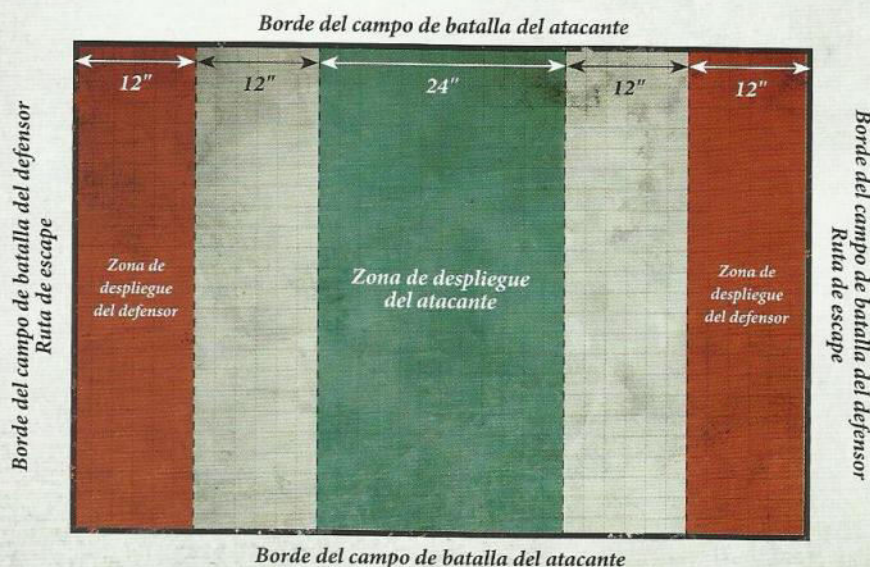 Borde del campo de batalla del atacante
12"
12"
24"
12"
12"
Borde del campo de batalla del defensor
Ruta de escape
Zona de
despliegue
del defensor
Zona de despliegue
del atacante
Zona de
despliegue
del defensor
Borde del campo de batalla del defensor
Ruta de escape
Borde del campo de batalla del atacante